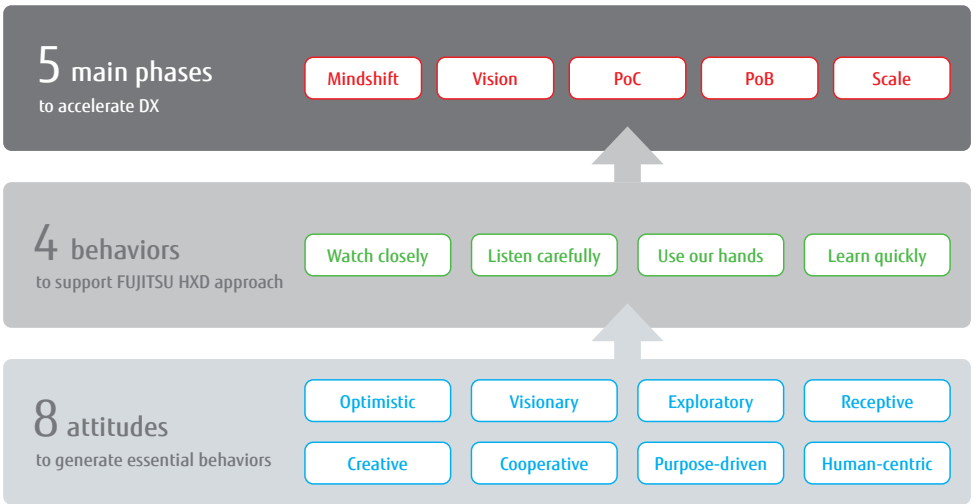 5 main phases
to accelerate DX
Mindshift
Vision
PoC
PoB
Scale
4 behaviors
to support FUJITSU HXD approach
Watch closely
Listen carefully
Use our hands
Learn quickly
8 attitudes
to generate essential behaviors
Optimistic
Visionary
Exploratory
Receptive
Creative
Cooperative
Purpose-driven
Human-centric